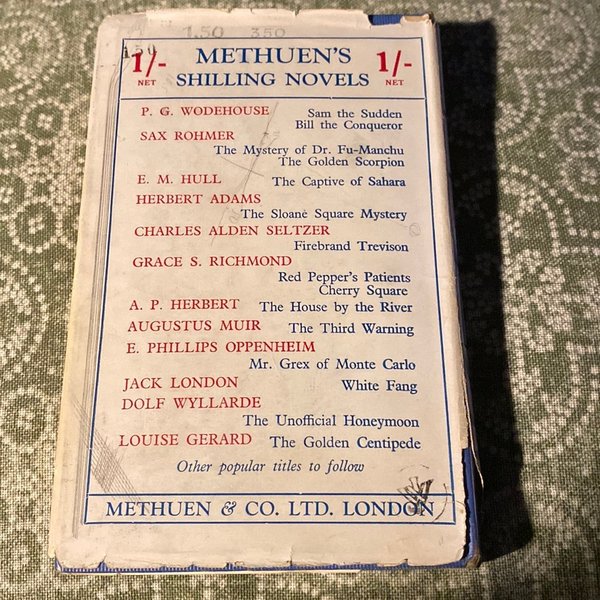 1.50 350
1.50
1/- METHUEN'S 1/-
NET SHILLING NOVELS NET
P. G. WODEHOUSE Sam the Sudden
Bill the Conqueror
SAX ROHMER
The Mystery of Dr. Fu-Manchu
The Golden Scorpion
E. M. HULL The Captive of Sahara
HERBERT ADAMS
The Sloane Square Mystery
CHARLES ALDEN SELTZER
Firebrand Trevison
GRACE S. RICHMOND
Red Pepper's Patients
Cherry Square
A. P. HERBERT The House by the River
AUGUSTUS MUIR The Third Warning
E. PHILLIPS OPPENHEIM
Mr. Grex of Monte Carlo
JACK LONDON White Fang
DOLF WYLLARDE
The Unofficial Honeymoon
LOUISE GERARD The Golden Centipede
Other popular titles to follow
METHUEN & CO. LTD. LONDON